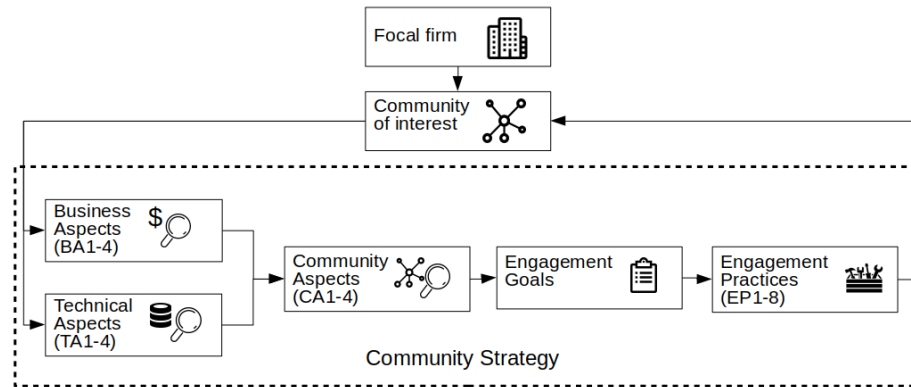 Focal firm
Community
of interest
Business
Aspects
(BA1-4)
$
Technical
Aspects
(TA1-4)
Community
Aspects
(CA1-4)
Engagement
Goals
Engagement
Practices
(EP1-8)
Community Strategy